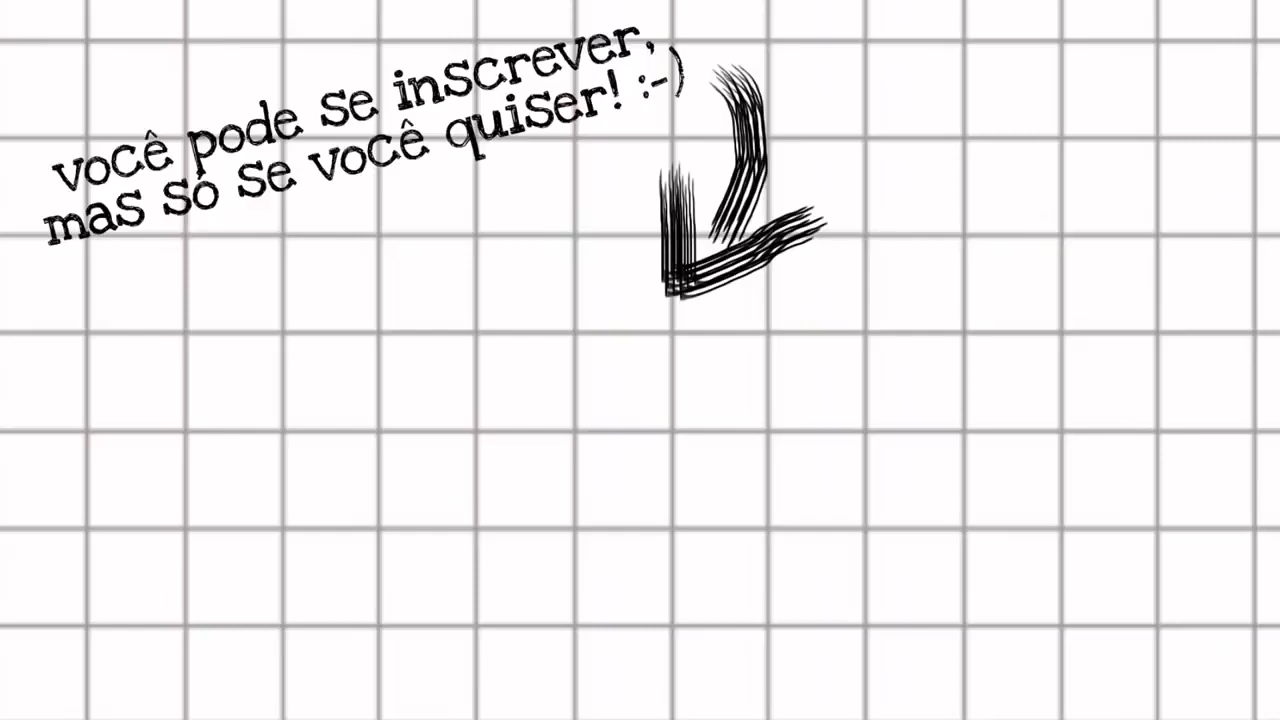 você pode se inscrever,
mas só se você quiser! :-)